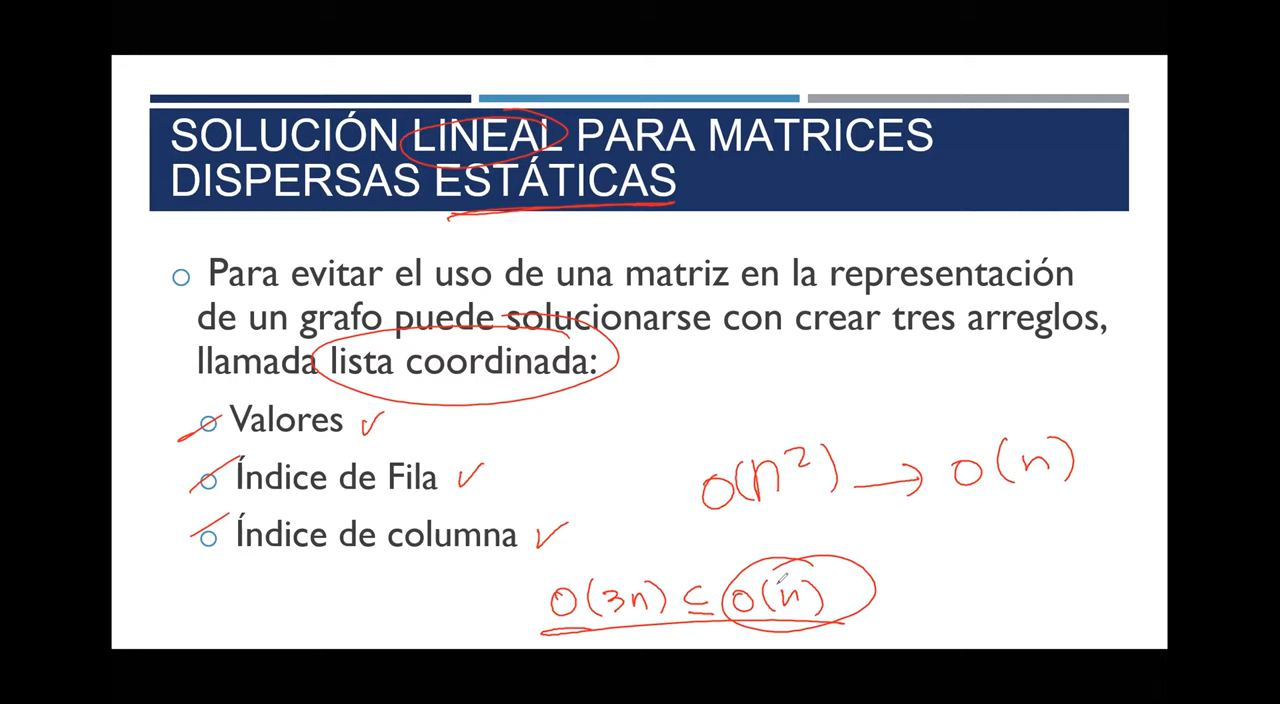 SOLUCIÓN LINEAL PARA MATRICES
DISPERSAS ESTÁTICAS
Para evitar el uso de una matriz en la representación
de un grafo puede solucionarse con crear tres arreglos,
llamada lista coordinada:
Valores ✓
Índice de Fila ✓
Índice de columna ✓
O(n²) → O(n)
O(3n) ⊆ O(n)